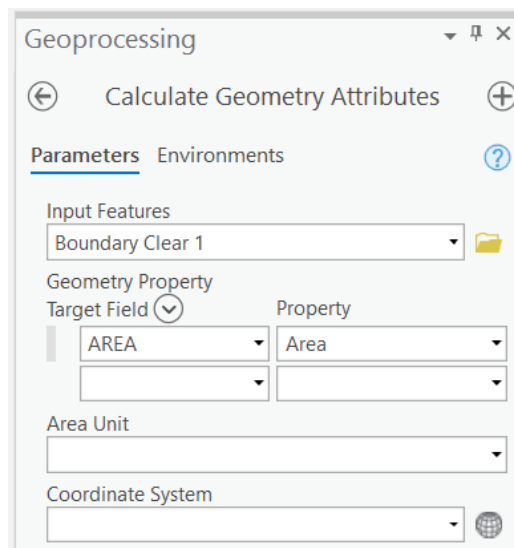 Geoprocessing
Calculate Geometry Attributes
Parameters Environments
Input Features
Boundary Clear 1
Geometry Property
Target Field Property
AREA Area
Area Unit
Coordinate System